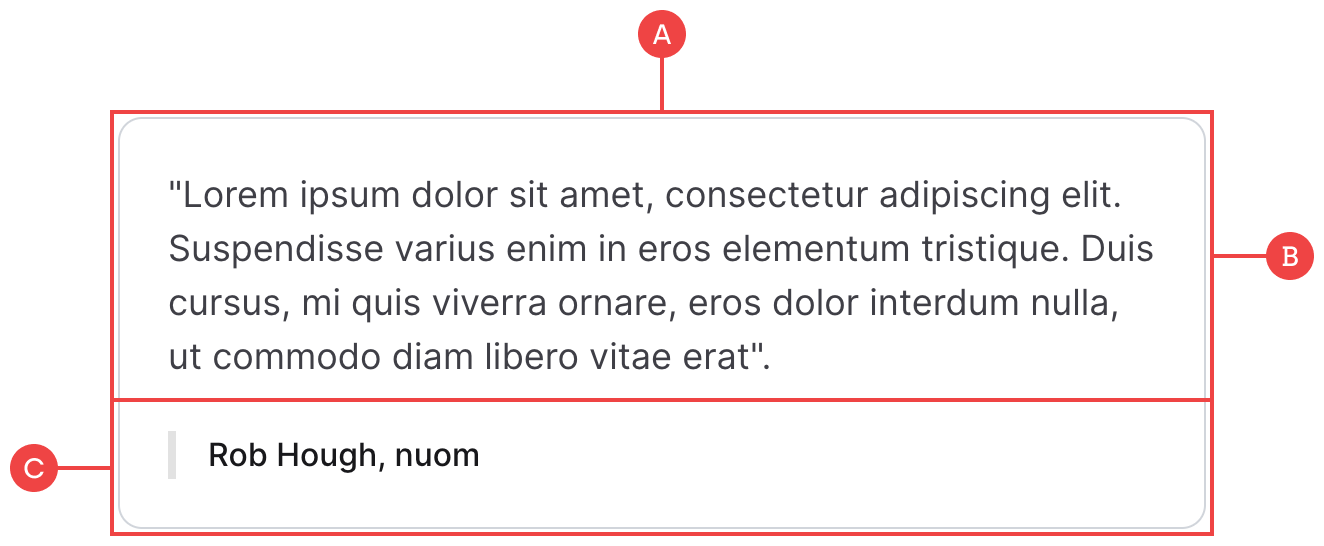 A
"Lorem ipsum dolor sit amet, consectetur adipiscing elit.
Suspendisse varius enim in eros elementum tristique. Duis
B
cursus, mi quis viverra ornare, eros dolor interdum nulla,
ut commodo diam libero vitae erat".
C
Rob Hough, nuom